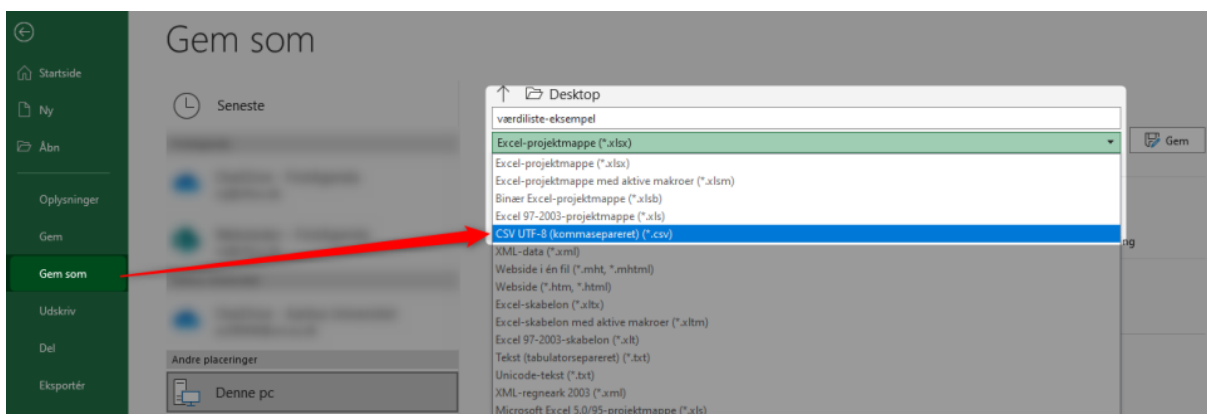 Gem som
Startside
Ny
Åbn
Oplysninger
Gem
Gem som
Udskriv
Del
Eksportér
Seneste
Andre placeringer
Denne pc
Desktop
værdiliste-eksempel
Excel-projektmappe (*.xlsx)
Gem
Excel-projektmappe (*.xlsx)
Excel-projektmappe med aktive makroer (*.xlsm)
Binær Excel-projektmappe (*.xlsb)
Excel 97-2003-projektmappe (*.xls)
CSV UTF-8 (kommasepareret) (*.csv)
XML-data (*.xml)
Webside i én fil (*.mht, *.mhtml)
Webside (*.htm, *.html)
Excel-skabelon (*.xltx)
Excel-skabelon med aktive makroer (*.xltm)
Excel 97-2003-skabelon (*.xlt)
Tekst (tabulatorsepareret) (*.txt)
Unicode-tekst (*.txt)
XML-regneark 2003 (*.xml)
Microsoft Excel 5.0/95-projektmappe (*.xls)
ng